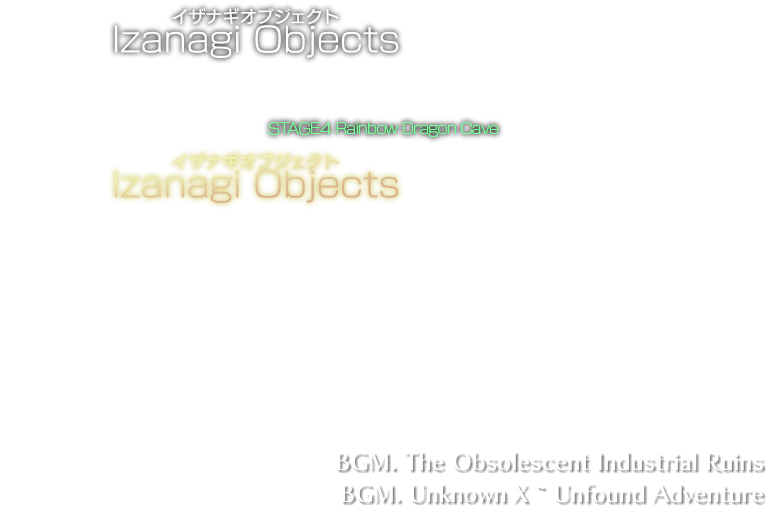 イザナギオブジェクト
Izanagi Objects
STAGE4 Rainbow Dragon Cave
イザナギオブジェクト
Izanagi Objects
BGM. The Obsolescent Industrial Ruins
BGM. Unknown X ~ Unfound Adventure